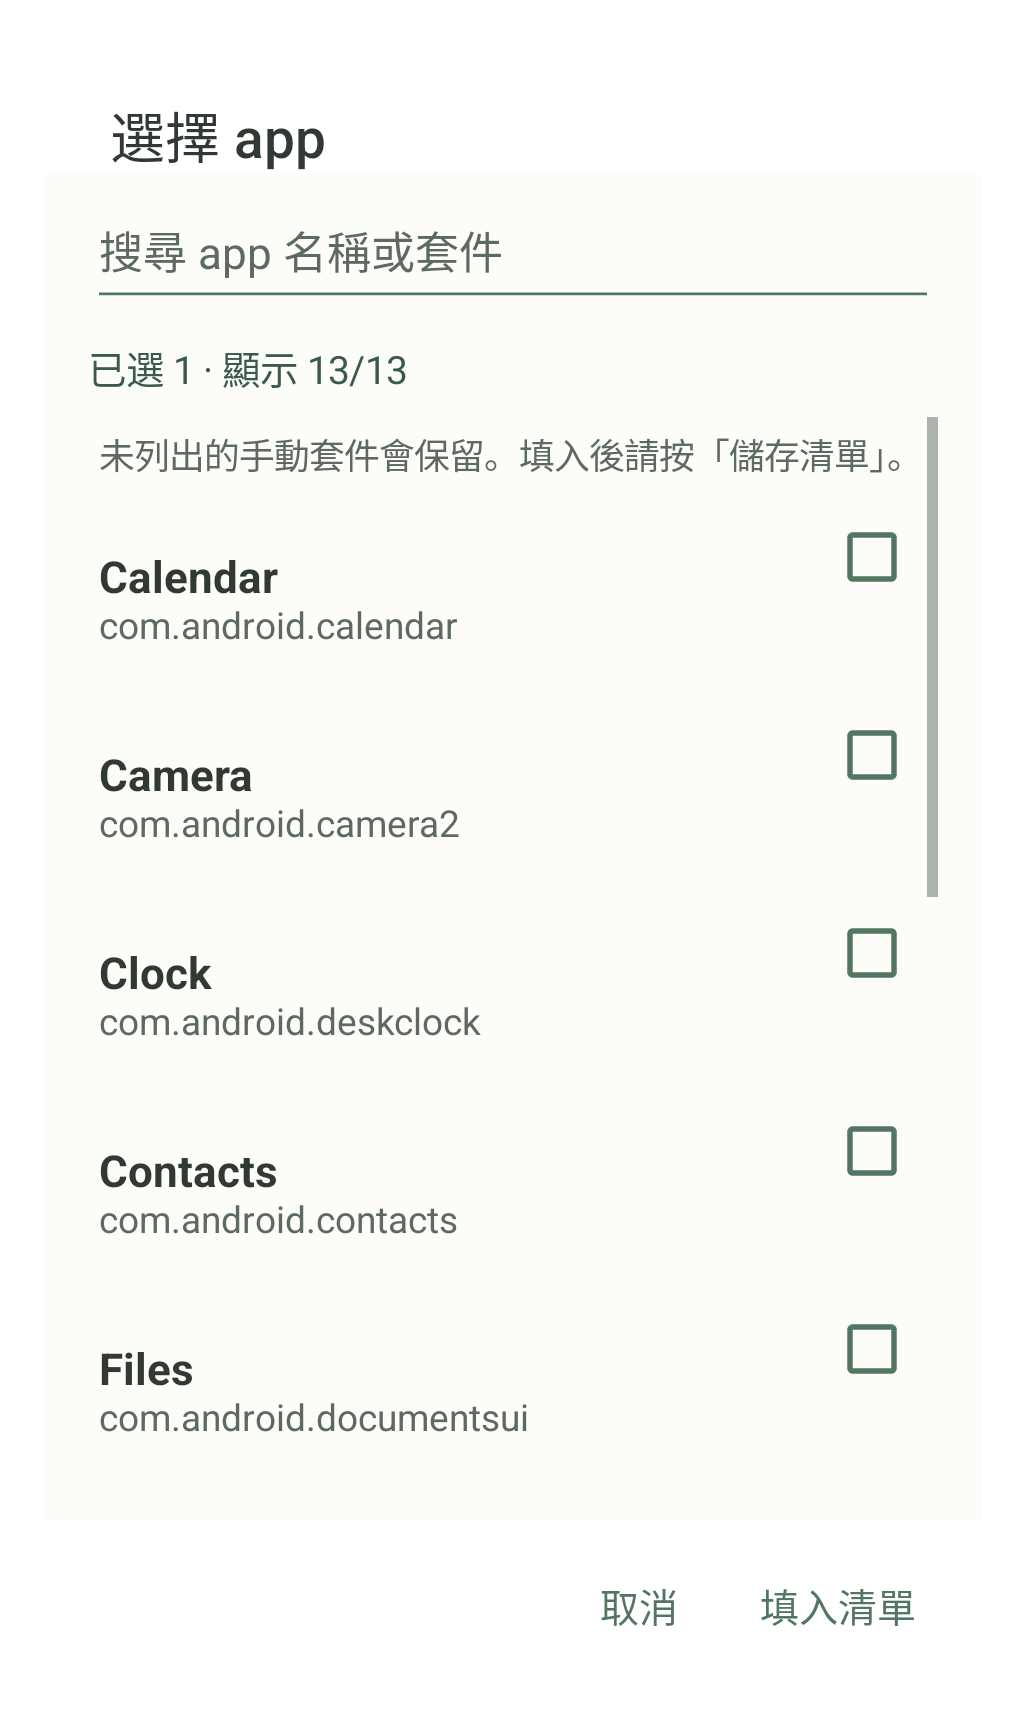 選擇 app
搜尋 app 名稱或套件
已選 1 · 顯示 13/13
未列出的手動套件會保留。填入後請按「儲存清單」。
Calendar
com.android.calendar
Camera
com.android.camera2
Clock
com.android.deskclock
Contacts
com.android.contacts
Files
com.android.documentsui
取消 填入清單